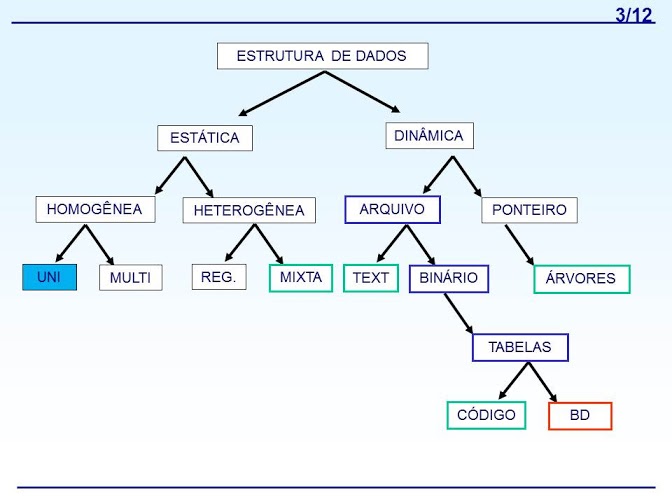 3/12
ESTRUTURA DE DADOS
ESTÁTICA
DINÂMICA
HOMOGÊNEA
HETEROGÊNEA
ARQUIVO
PONTEIRO
UNI
MULTI
REG.
MIXTA
TEXT
BINÁRIO
ÁRVORES
TABELAS
CÓDIGO
BD